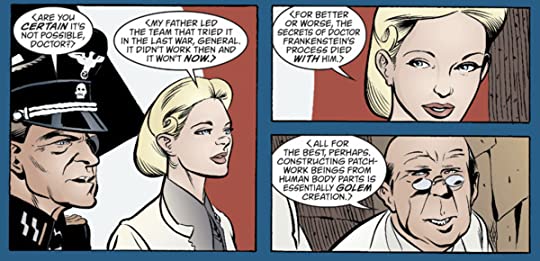 <ARE YOU
CERTAIN IT'S
NOT POSSIBLE,
DOCTOR?>
<MY FATHER LED
THE TEAM THAT TRIED IT
IN THE LAST WAR, GENERAL.
IT DIDN'T WORK THEN AND
IT WON'T NOW.>
<FOR BETTER
OR WORSE, THE
SECRETS OF DOCTOR
FRANKENSTEIN'S
PROCESS DIED
WITH HIM.>
<ALL FOR
THE BEST, PERHAPS.
CONSTRUCTING PATCH-
WORK BEINGS FROM
HUMAN BODY PARTS IS
ESSENTIALLY GOLEM
CREATION.>